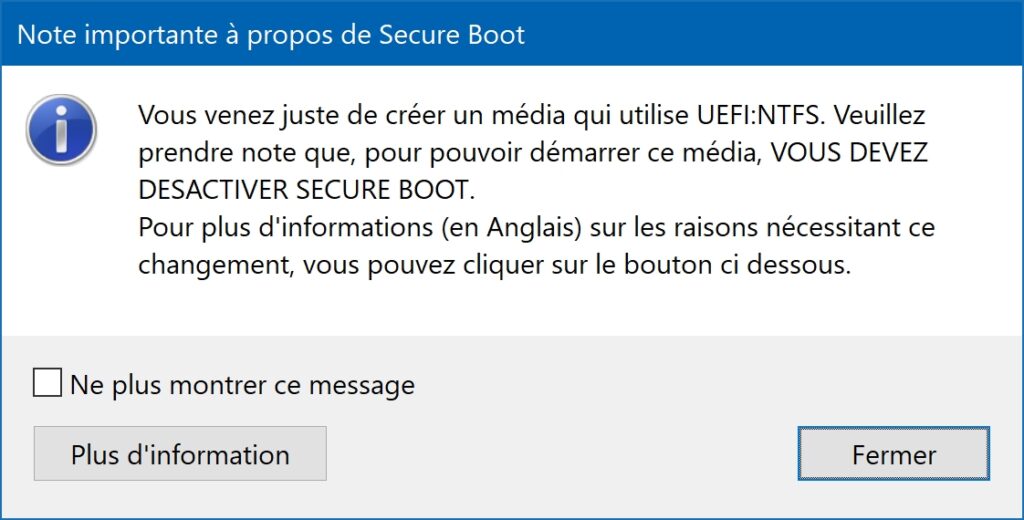 Note importante à propos de Secure Boot
Vous venez juste de créer un média qui utilise UEFI:NTFS. Veuillez
prendre note que, pour pouvoir démarrer ce média, VOUS DEVEZ
DESACTIVER SECURE BOOT.
Pour plus d'informations (en Anglais) sur les raisons nécessitant ce
changement, vous pouvez cliquer sur le bouton ci dessous.
Ne plus montrer ce message
Plus d'information
Fermer